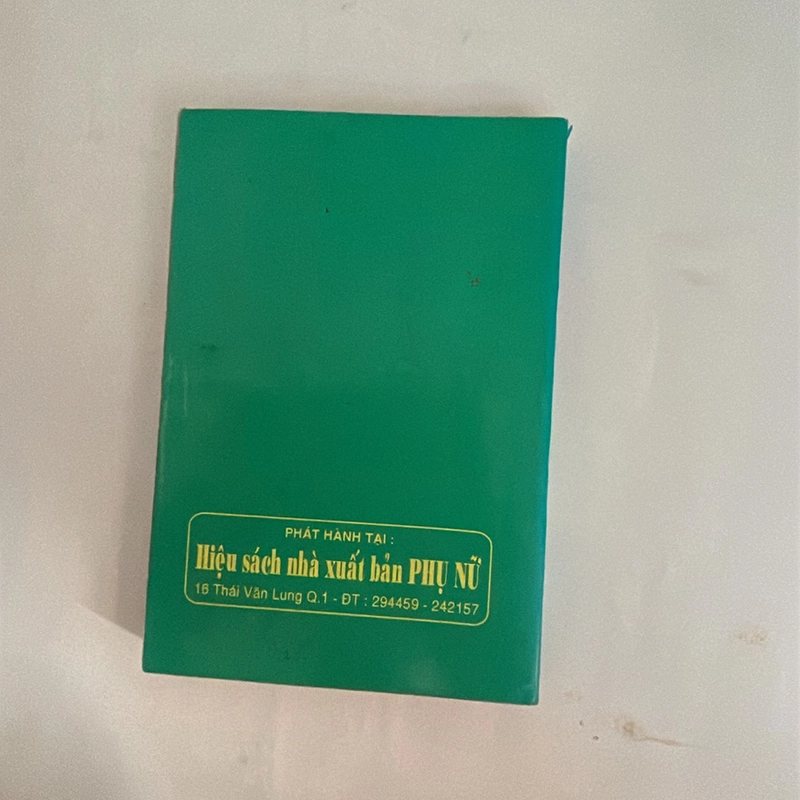 PHÁT HÀNH TẠI :
Hiệu sách nhà xuất bản PHỤ NỮ
16 Thái Văn Lung Q.1 - ĐT : 294459 - 242157